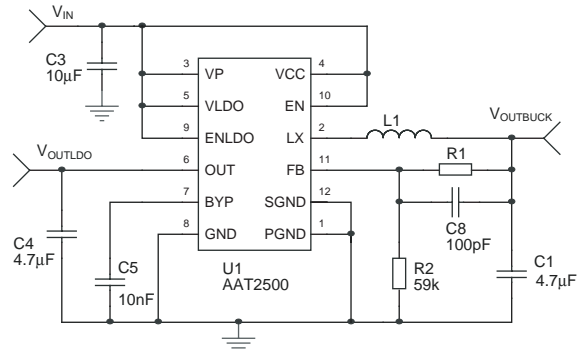 VIN
C3
10μF
3
VP
VCC
4
5
VLDO
EN
10
9
ENLDO
LX
2
L1
VOUTBUCK
VOUTLDO
6
OUT
FB
11
R1
7
BYP
SGND
12
C8
100pF
8
GND
PGND
1
C4
4.7μF
C5
10nF
U1
AAT2500
R2
59k
C1
4.7μF